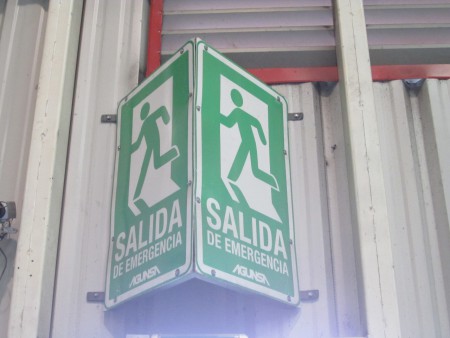 SALIDA
DE EMERGENCIA
AGUNSA
SALIDA
DE EMERGENCIA
AGUNSA